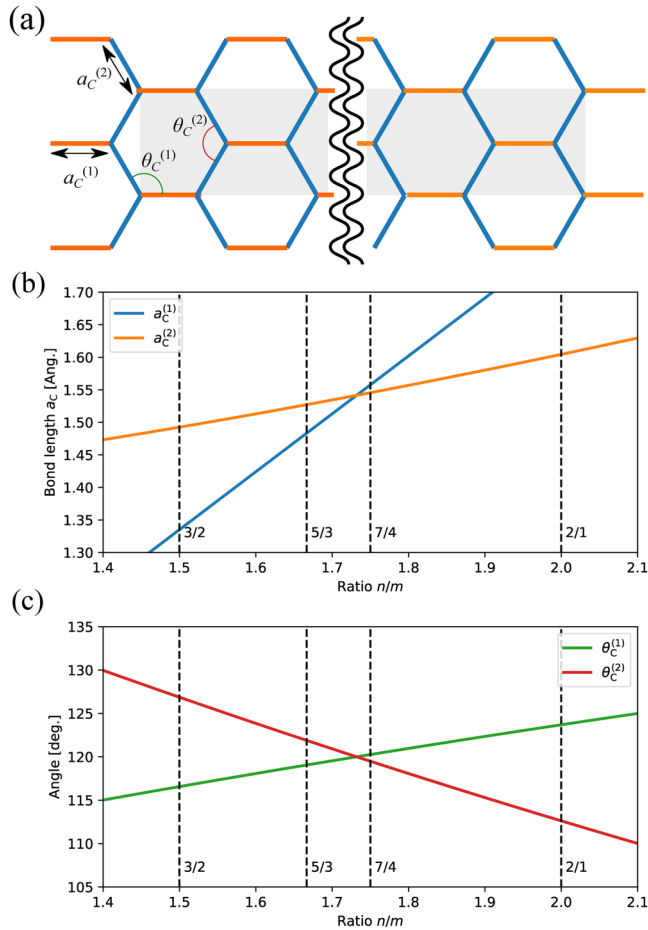 (a)
a_C^(2)
θ_C^(2)
θ_C^(1)
a_C^(1)
(b)
1.70
1.65
1.60
1.55
1.50
1.45
1.40
1.35
1.30
Bond length a_C [Ang.]
a_C^(1)
a_C^(2)
3/2
5/3
7/4
2/1
1.4 1.5 1.6 1.7 1.8 1.9 2.0 2.1
Ratio n/m
(c)
135
130
125
120
115
110
105
Angle [deg.]
θ_C^(1)
θ_C^(2)
3/2
5/3
7/4
2/1
1.4 1.5 1.6 1.7 1.8 1.9 2.0 2.1
Ratio n/m